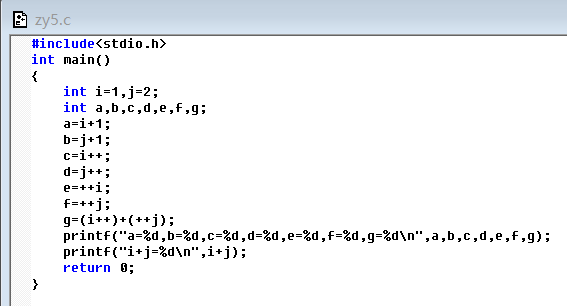 zy5.c
#include<stdio.h>
int main()
{
    int i=1,j=2;
    int a,b,c,d,e,f,g;
    a=i+1;
    b=j+1;
    c=i++;
    d=j++;
    e=++i;
    f=++j;
    g=(i++)+(++j);
    printf("a=%d,b=%d,c=%d,d=%d,e=%d,f=%d,g=%d\n",a,b,c,d,e,f,g);
    printf("i+j=%d\n",i+j);
    return 0;
}